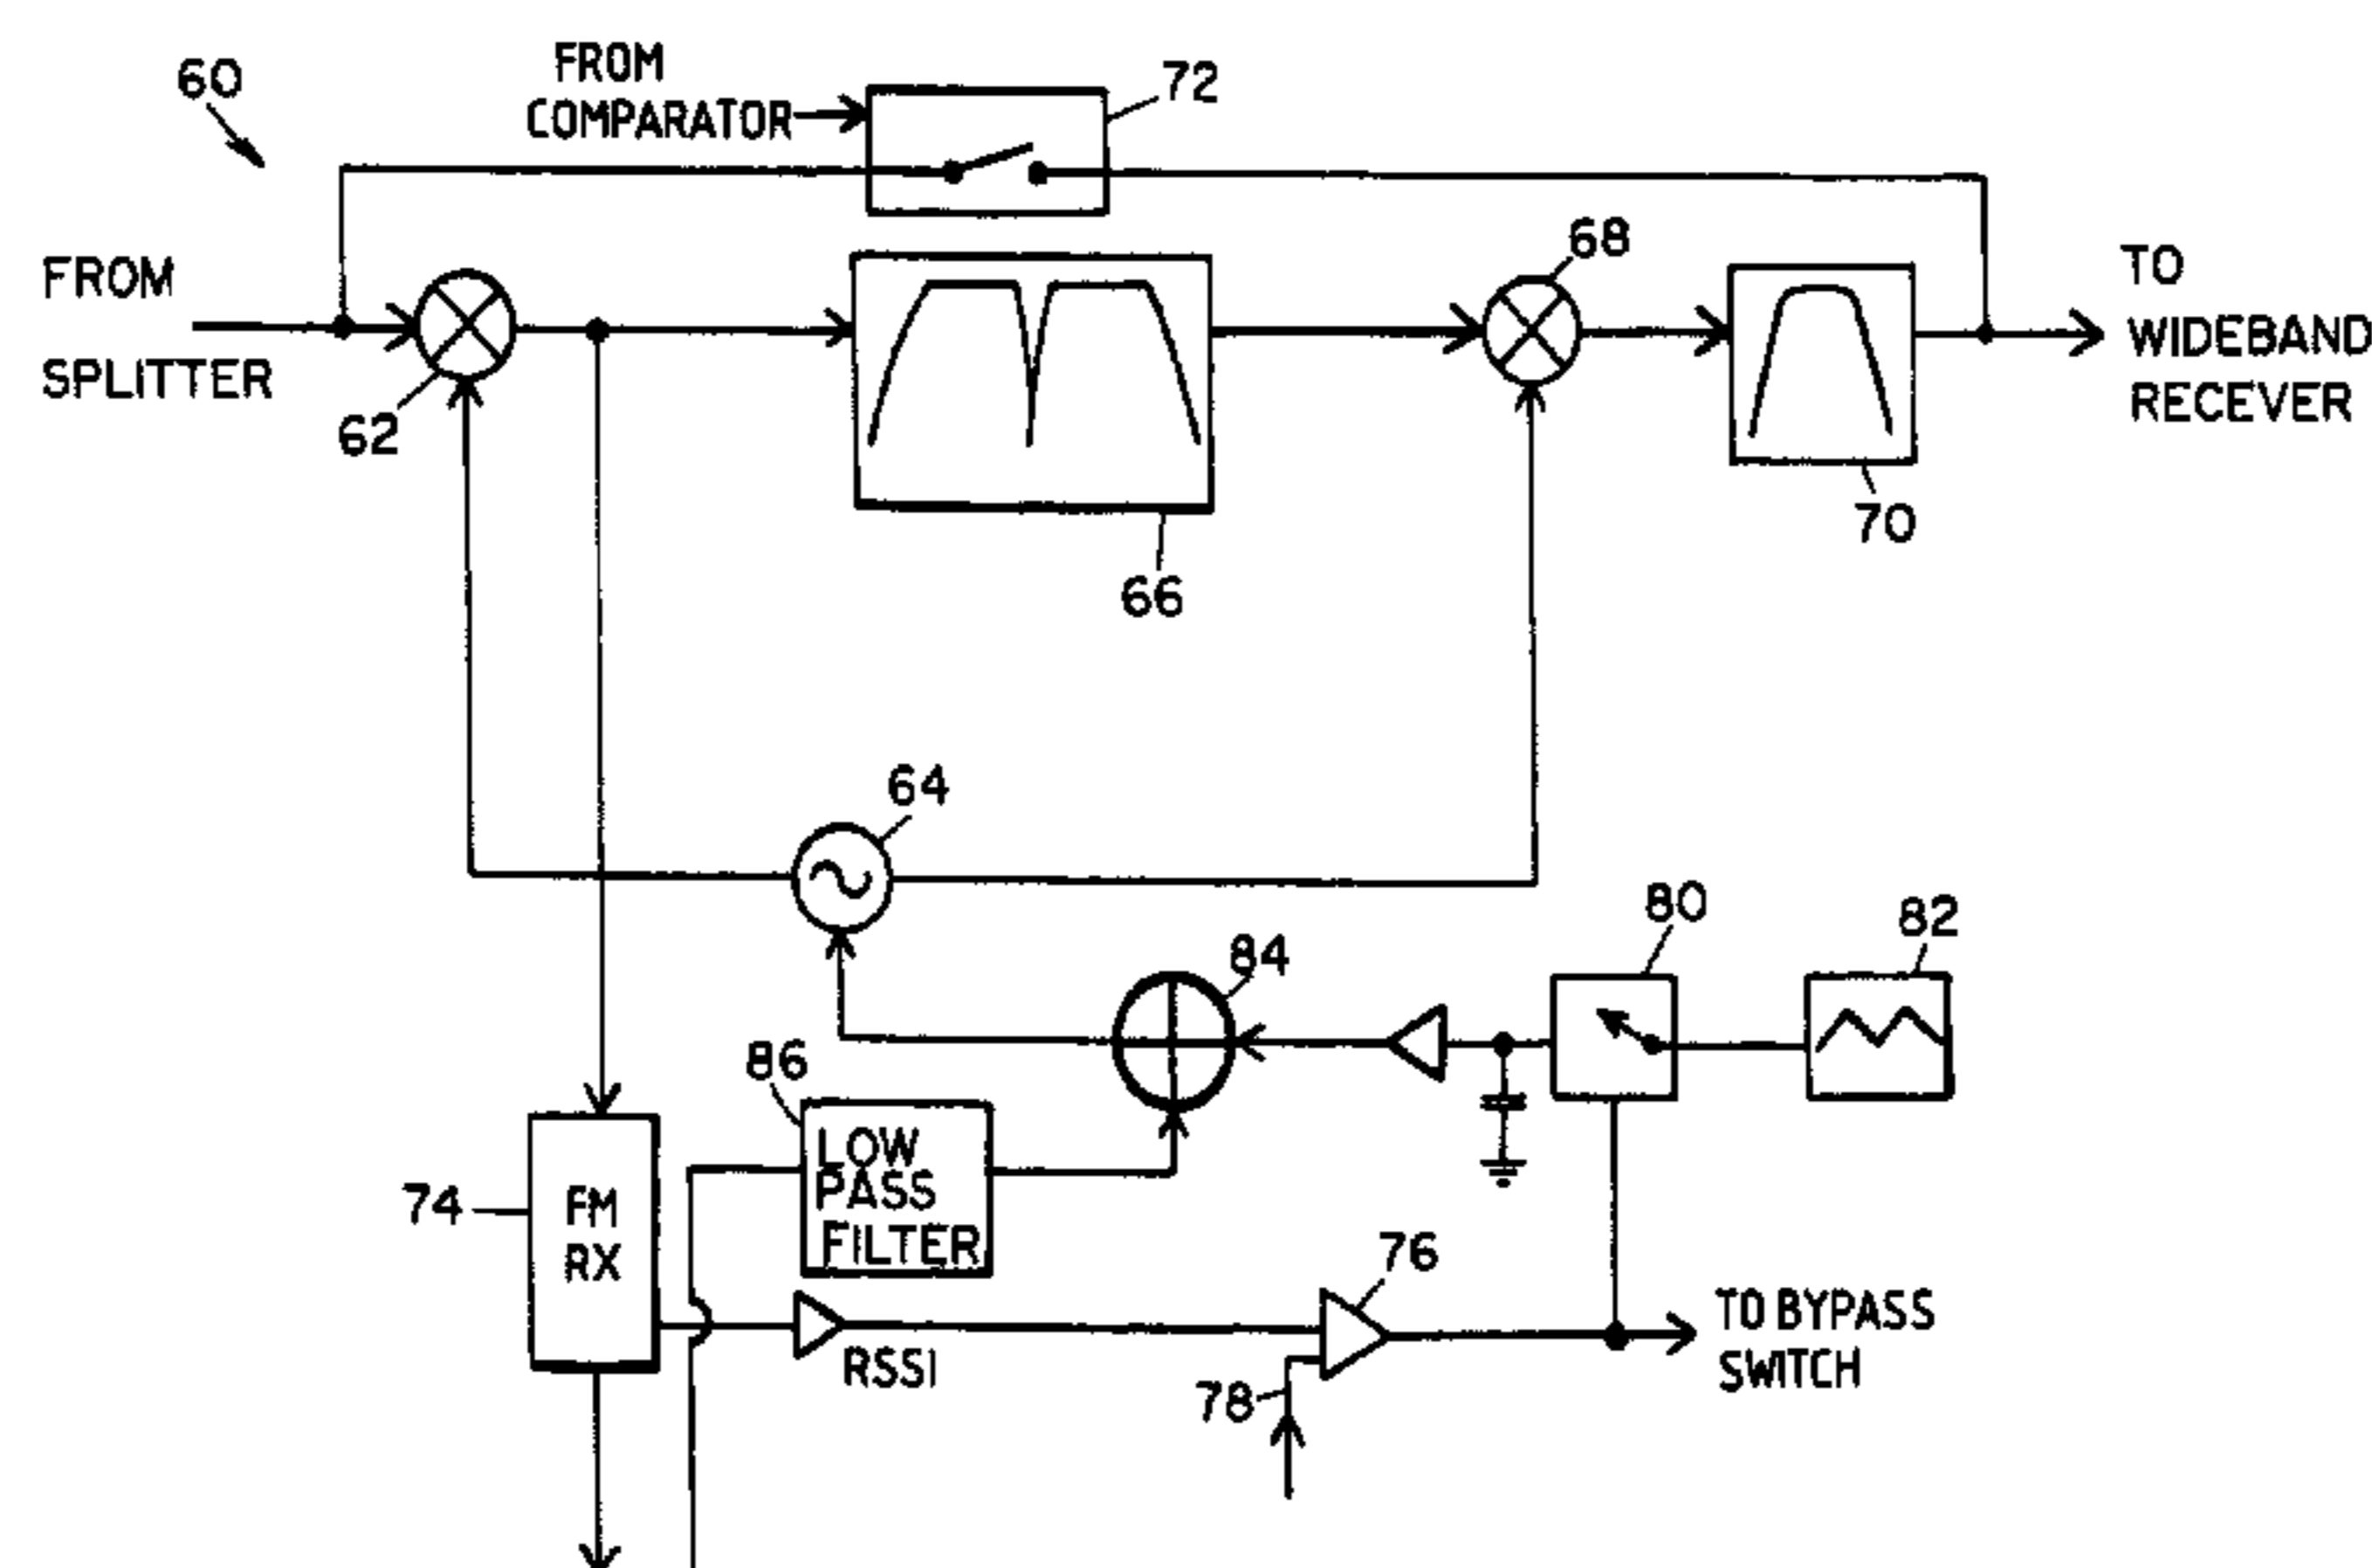 60
FROM
COMPARATOR
72
FROM
SPLITTER
62
68
TO
WIDEBAND
RECEVER
66
70
64
84
80
82
86
LOW
PASS
FILTER
74
FM
RX
76
RSSI
78
TO BYPASS
SWITCH